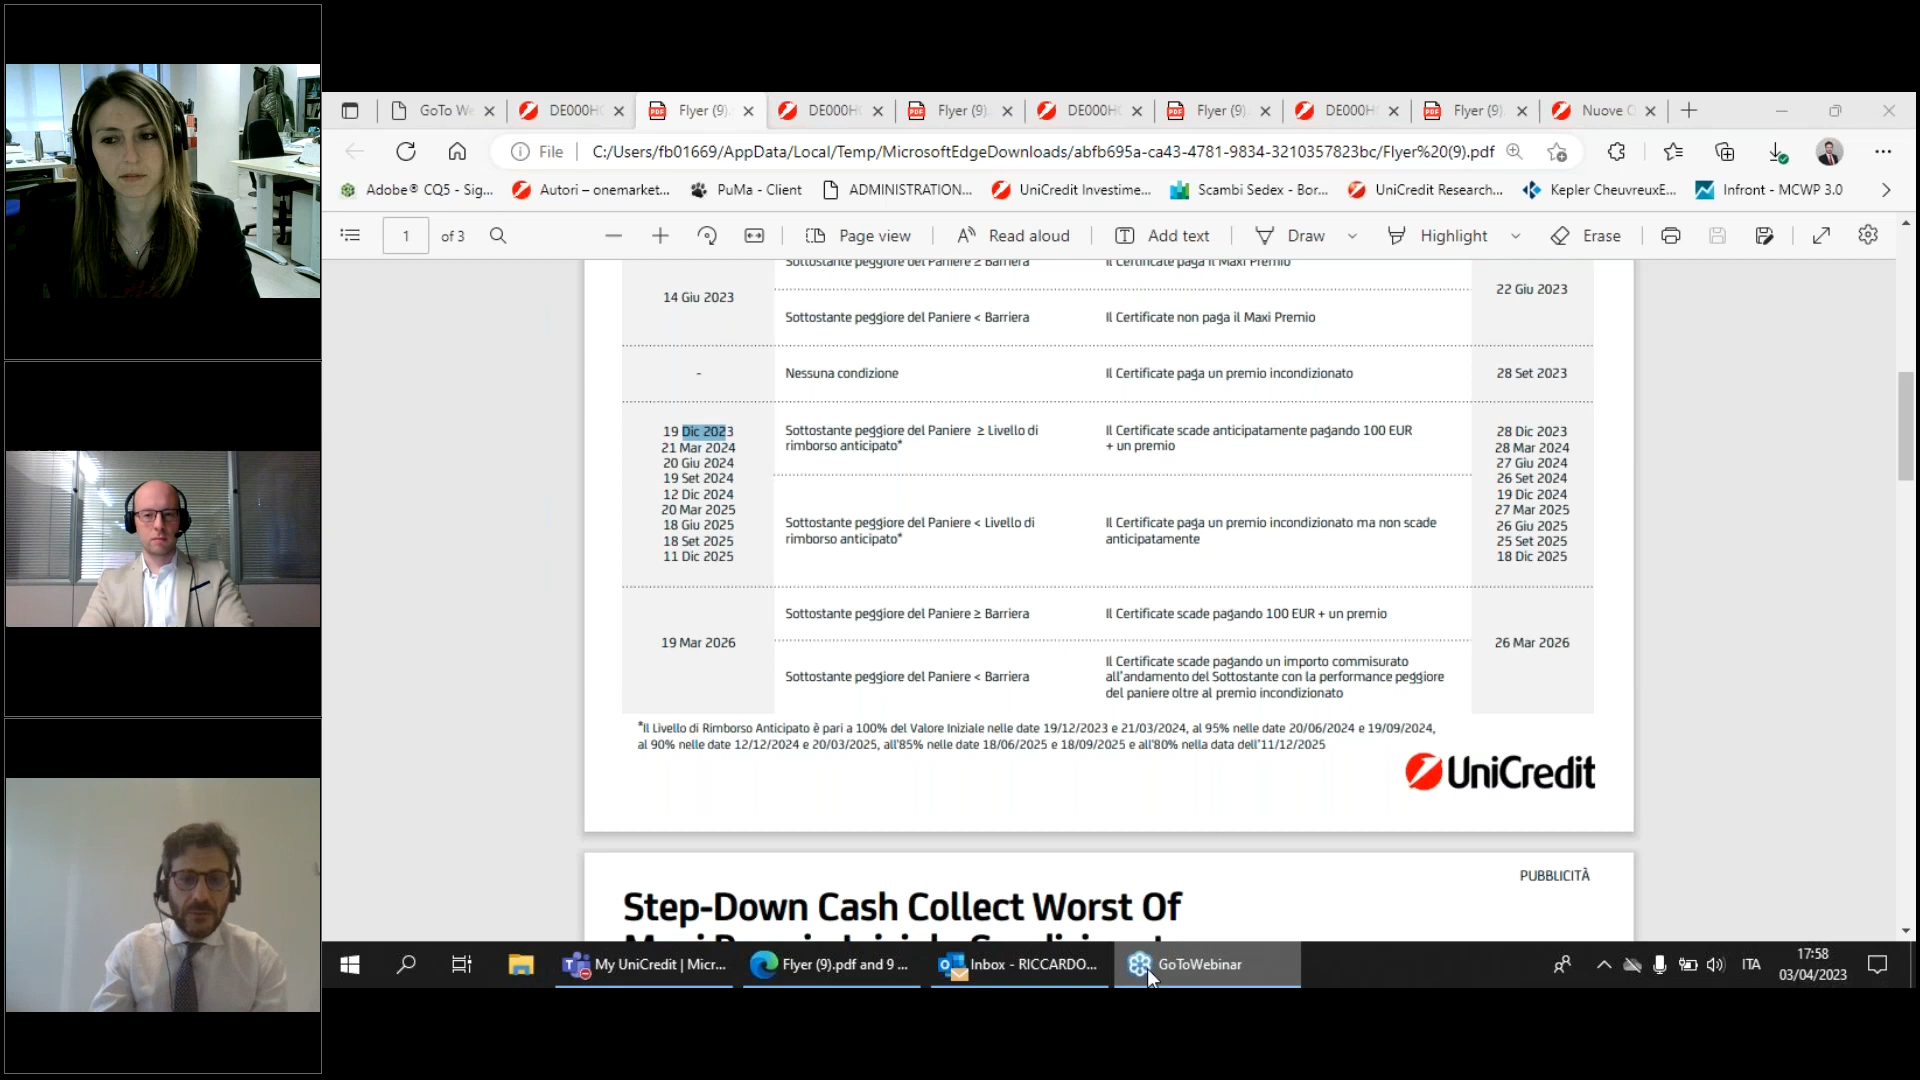 GoTo We
DE000H
Flyer (9).
DE000H
Flyer (9).
DE000H
Flyer (9).
DE000H
Flyer (9).
Nuove
File
C:/Users/fb01669/AppData/Local/Temp/MicrosoftEdgeDownloads/abfb695a-ca43-4781-9834-3210357823bc/Flyer%20(9).pdf
Adobe® CQ5 - Sig...
Autori – onemarket...
PuMa - Client
ADMINISTRATION...
UniCredit Investime...
Scambi Sedex - Bor...
UniCredit Research...
Kepler CheuvreuxE...
Infront - MCWP 3.0
1 of 3
Page view
Read aloud
Add text
Draw
Highlight
Erase
Sottostante peggiore del Paniere ≥ Barriera
Il Certificate paga il Maxi Premio
14 Giu 2023
22 Giu 2023
Sottostante peggiore del Paniere < Barriera
Il Certificate non paga il Maxi Premio
-
Nessuna condizione
Il Certificate paga un premio incondizionato
28 Set 2023
19 Dic 2023
21 Mar 2024
20 Giu 2024
19 Set 2024
12 Dic 2024
20 Mar 2025
18 Giu 2025
18 Set 2025
11 Dic 2025
Sottostante peggiore del Paniere ≥ Livello di
rimborso anticipato*
Il Certificate scade anticipatamente pagando 100 EUR
+ un premio
Sottostante peggiore del Paniere < Livello di
rimborso anticipato*
Il Certificate paga un premio incondizionato ma non scade
anticipatamente
28 Dic 2023
28 Mar 2024
27 Giu 2024
26 Set 2024
19 Dic 2024
27 Mar 2025
26 Giu 2025
25 Set 2025
18 Dic 2025
19 Mar 2026
Sottostante peggiore del Paniere ≥ Barriera
Il Certificate scade pagando 100 EUR + un premio
Sottostante peggiore del Paniere < Barriera
Il Certificate scade pagando un importo commisurato
all'andamento del Sottostante con la performance peggiore
del paniere oltre al premio incondizionato
26 Mar 2026
*Il Livello di Rimborso Anticipato è pari a 100% del Valore Iniziale nelle date 19/12/2023 e 21/03/2024, al 95% nelle date 20/06/2024 e 19/09/2024,
al 90% nelle date 12/12/2024 e 20/03/2025, all'85% nelle date 18/06/2025 e 18/09/2025 e all'80% nella data dell'11/12/2025
UniCredit
PUBBLICITÀ
Step-Down Cash Collect Worst Of
My UniCredit | Micr...
Flyer (9).pdf and 9 ...
Inbox - RICCARDO...
GoToWebinar
ITA
17:58
03/04/2023